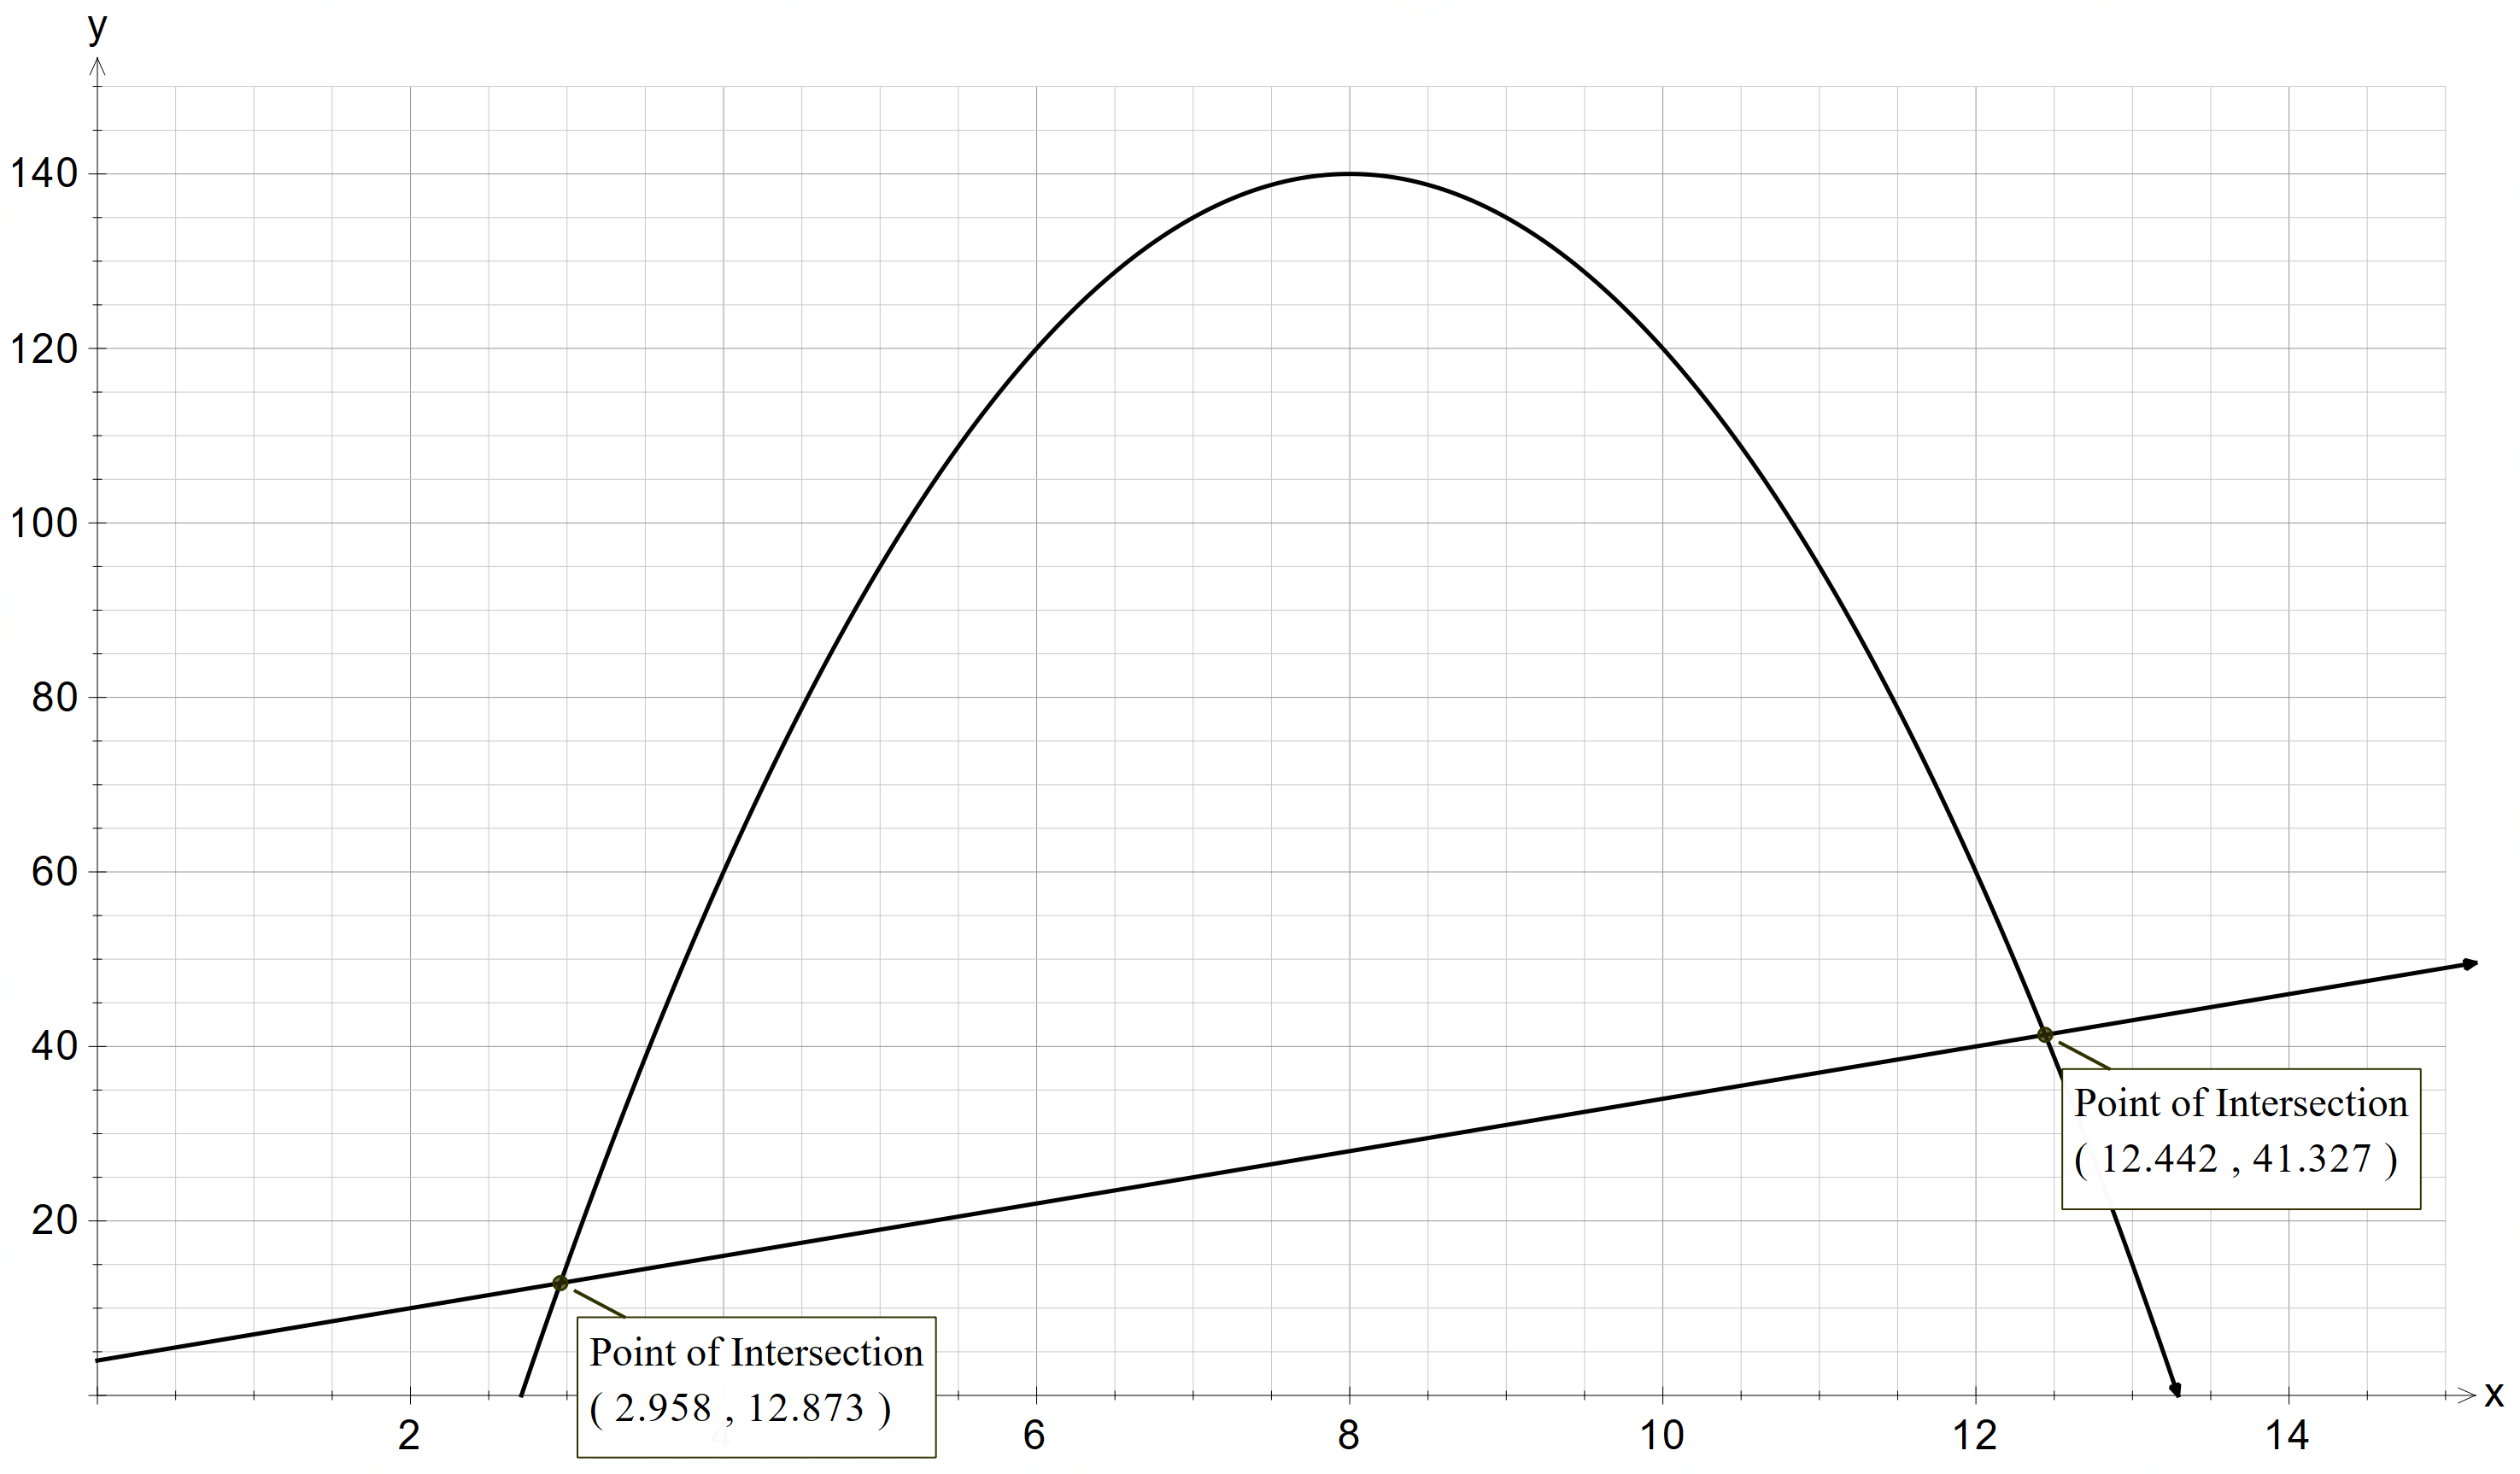 y
140
120
100
80
60
40
20
Point of Intersection
( 12.442 , 41.327 )
Point of Intersection
( 2.958 , 12.873 )
2 4 6 8 10 12 14 x